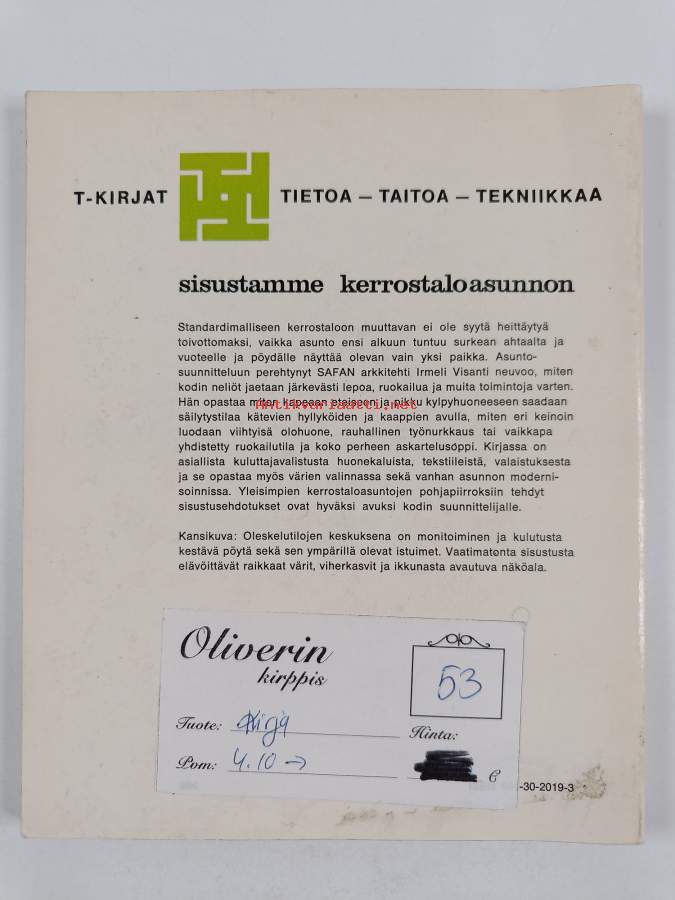 T-KIRJAT TIETOA — TAITOA — TEKNIIKKAA
sisustamme kerrostaloasunnon
Standardimalliseen kerrostaloon muuttavan ei ole syytä heittäytyä
toivottomaksi, vaikka asunto ensi alkuun tuntuu surkean ahtaalta ja
vuoteelle ja pöydälle näyttää olevan vain yksi paikka. Asunto-
suunnitteluun perehtynyt SAFAN arkkitehti Irmeli Visanti neuvoo, miten
kodin neliöt jaetaan järkevästi lepoa, ruokailua ja muita toimintoja varten.
Hän opastaa miten kapeaan eteiseen ja pikku kylpyhuoneeseen saadaan
Antikvariaatti.net
säilytystilaa kätevien hyllyköiden ja kaappien avulla, miten eri keinoin
luodaan viihtyisä olohuone, rauhallinen työnurkkaus tai vaikkapa
yhdistetty ruokailutila ja koko perheen askartelusoppi. Kirjassa on
asiallista kuluttajavalistusta huonekaluista, tekstiileistä, valaistuksesta
ja se opastaa myös värien valinnassa sekä vanhan asunnon moderni-
soinnissa. Yleisimpien kerrostaloasuntojen pohjapiirroksiin tehdyt
sisustusehdotukset ovat hyväksi avuksi kodin suunnittelijalle.
Kansikuva: Oleskelutilojen keskuksena on monitoiminen ja kulutusta
kestävä pöytä sekä sen ympärillä olevat istuimet. Vaatimatonta sisustusta
elävöittävät raikkaat värit, viherkasvit ja ikkunasta avautuva näköala.
Oliverin
kirppis
53
Tuote: Kirja
Hinta:
Pvm: 4.10 →
€
-30-2019-3